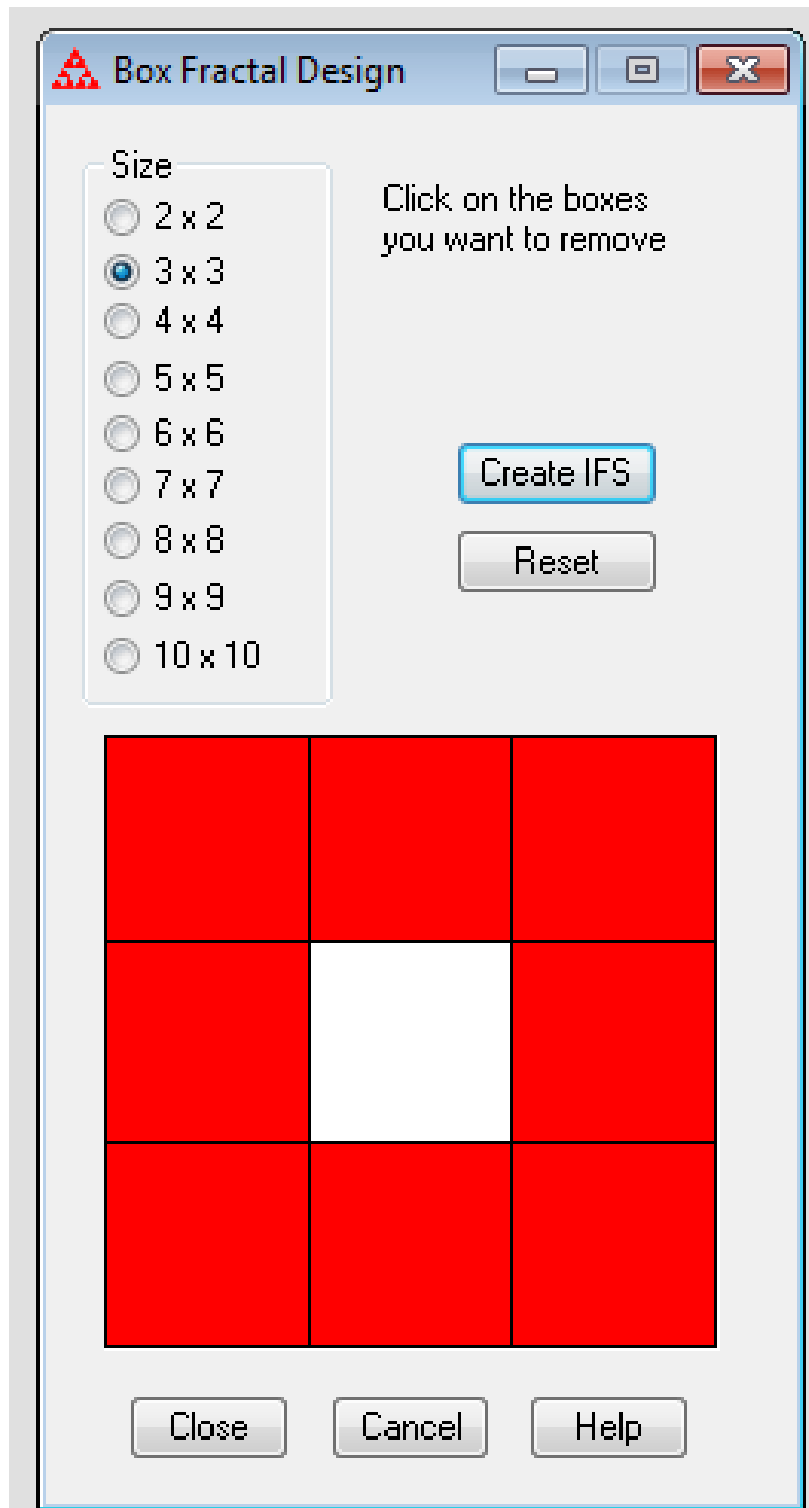 Box Fractal Design
Size
2 x 2
3 x 3
4 x 4
5 x 5
6 x 6
7 x 7
8 x 8
9 x 9
10 x 10
Click on the boxes
you want to remove
Create IFS
Reset
Close
Cancel
Help